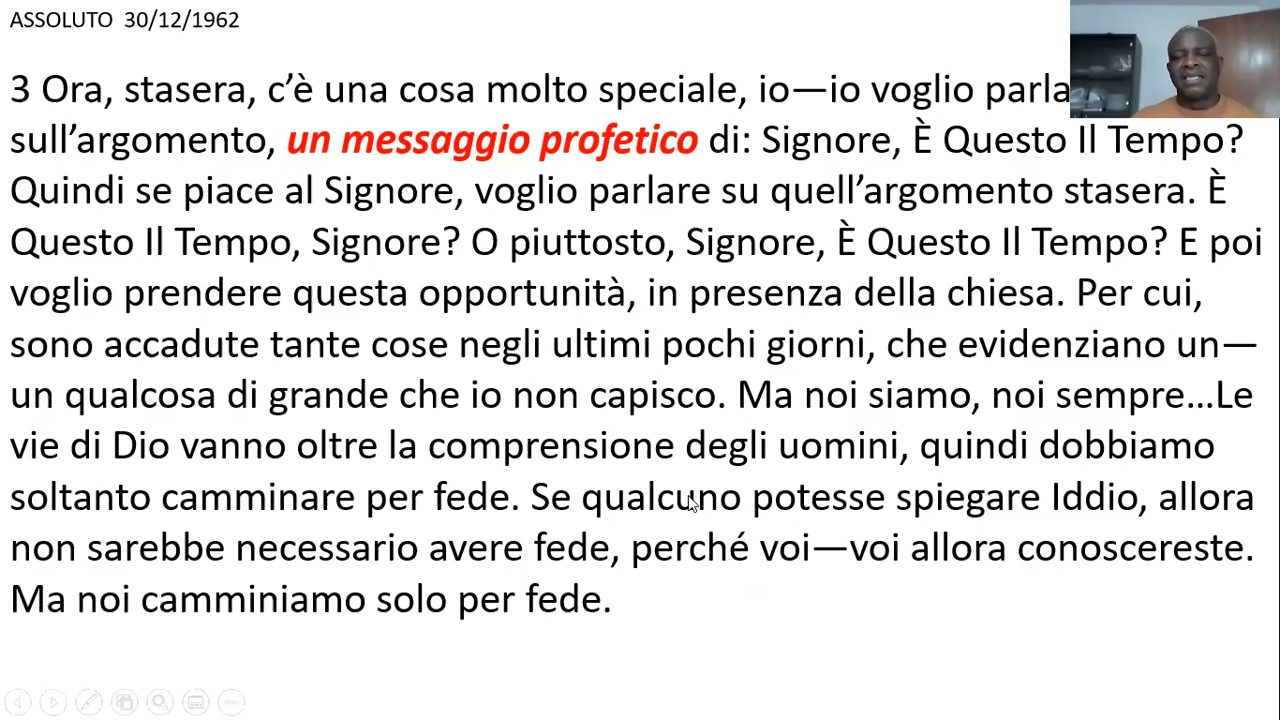 ASSOLUTO 30/12/1962
3 Ora, stasera, c’è una cosa molto speciale, io—io voglio parla
sull’argomento, un messaggio profetico di: Signore, È Questo Il Tempo?
Quindi se piace al Signore, voglio parlare su quell’argomento stasera. È
Questo Il Tempo, Signore? O piuttosto, Signore, È Questo Il Tempo? E poi
voglio prendere questa opportunità, in presenza della chiesa. Per cui,
sono accadute tante cose negli ultimi pochi giorni, che evidenziano un—
un qualcosa di grande che io non capisco. Ma noi siamo, noi sempre...Le
vie di Dio vanno oltre la comprensione degli uomini, quindi dobbiamo
soltanto camminare per fede. Se qualcuno potesse spiegare Iddio, allora
non sarebbe necessario avere fede, perché voi—voi allora conoscereste.
Ma noi camminiamo solo per fede.